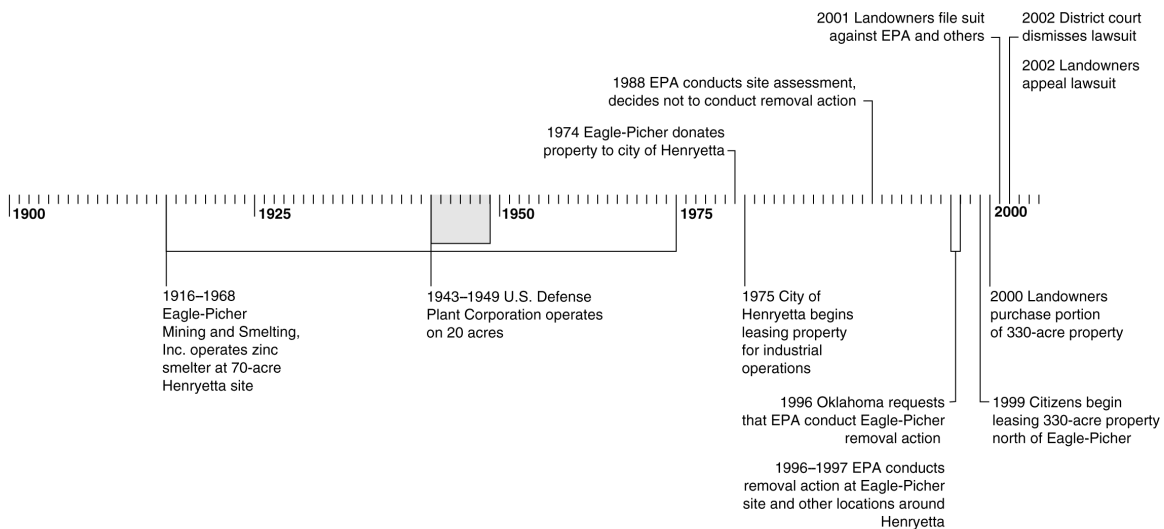 2001 Landowners file suit
against EPA and others
2002 District court
dismisses lawsuit
2002 Landowners
appeal lawsuit
1988 EPA conducts site assessment,
decides not to conduct removal action
1974 Eagle-Picher donates
property to city of Henryetta
1900
1925
1950
1975
2000
1916–1968
Eagle-Picher
Mining and Smelting,
Inc. operates zinc
smelter at 70-acre
Henryetta site
1943–1949 U.S. Defense
Plant Corporation operates
on 20 acres
1975 City of
Henryetta begins
leasing property
for industrial
operations
2000 Landowners
purchase portion
of 330-acre property
1996 Oklahoma requests
that EPA conduct Eagle-Picher
removal action
1999 Citizens begin
leasing 330-acre property
north of Eagle-Picher
1996–1997 EPA conducts
removal action at Eagle-Picher
site and other locations around
Henryetta